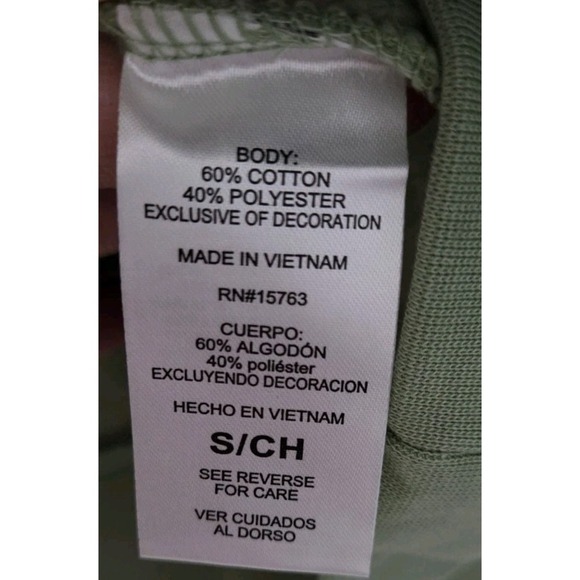 BODY:
60% COTTON
40% POLYESTER
EXCLUSIVE OF DECORATION
MADE IN VIETNAM
RN#15763
CUERPO:
60% ALGODÓN
40% poliéster
EXCLUYENDO DECORACION
HECHO EN VIETNAM
S/CH
SEE REVERSE
FOR CARE
VER CUIDADOS
AL DORSO